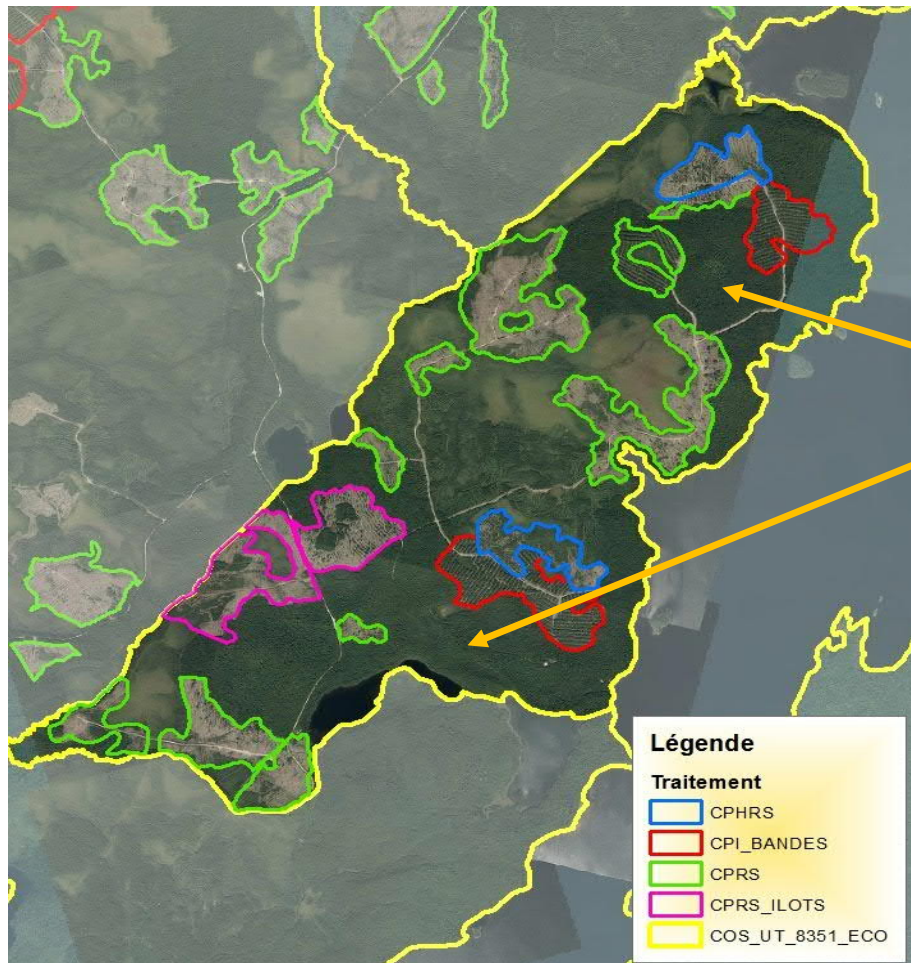 Légende
Traitement
CPHRS
CPI_BANDES
CPRS
CPRS_ILOTS
COS_UT_8351_ECO